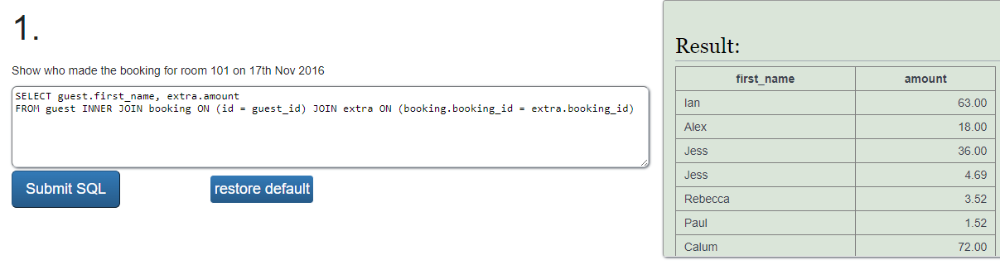 1.
Show who made the booking for room 101 on 17th Nov 2016
SELECT guest.first_name, extra.amount
FROM guest INNER JOIN booking ON (id = guest_id) JOIN extra ON (booking.booking_id = extra.booking_id)
Submit SQL restore default
Result:
first_name amount
Ian 63.00
Alex 18.00
Jess 36.00
Jess 4.69
Rebecca 3.52
Paul 1.52
Calum 72.00